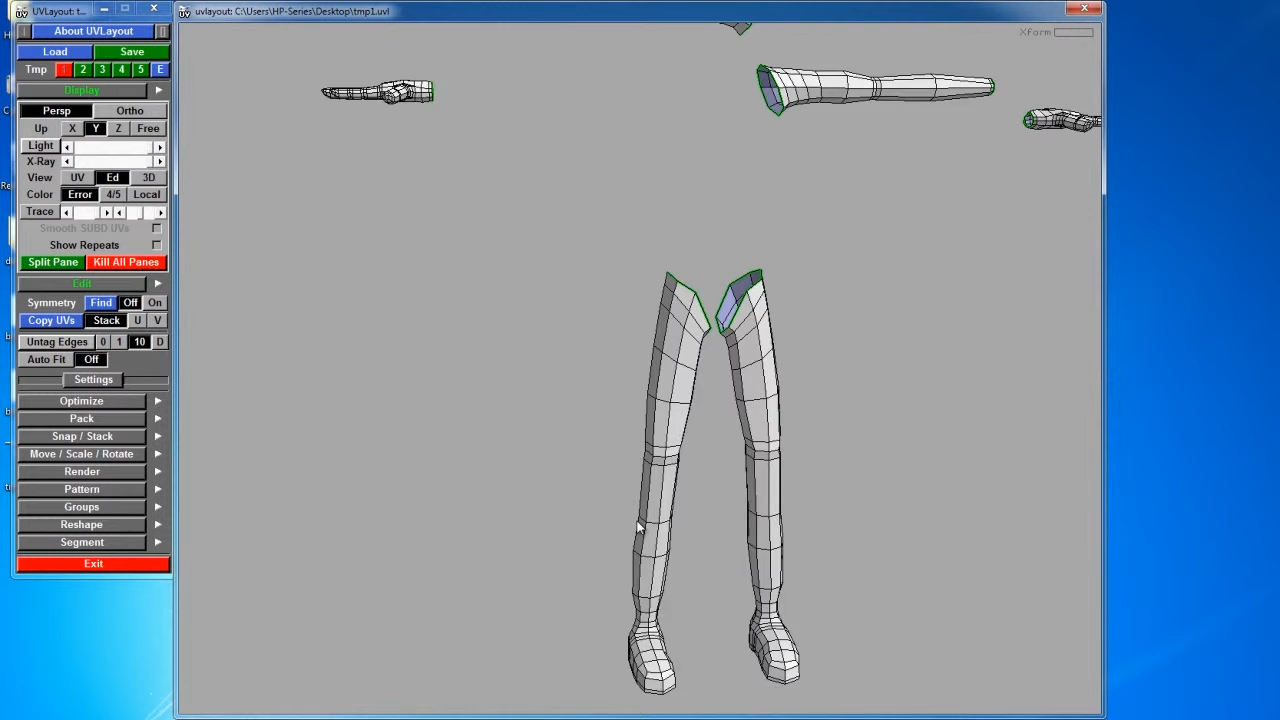 UVLayout: t...
uvlayout: C:\Users\HP-Series\Desktop\tmp1.uvl
About UVLayout
Xform
Load Save
Tmp 1 2 3 4 5 E
Display
Persp Ortho
Up X Y Z Free
Light
X-Ray
View UV Ed 3D
Color Error 4/5 Local
Trace
Smooth SUBD UVs
Show Repeats
Split Pane Kill All Panes
Edit
Symmetry Find Off On
Copy UVs Stack U V
Untag Edges 0 1 10 D
Auto Fit Off
Settings
Optimize
Pack
Snap / Stack
Move / Scale / Rotate
Render
Pattern
Groups
Reshape
Segment
Exit